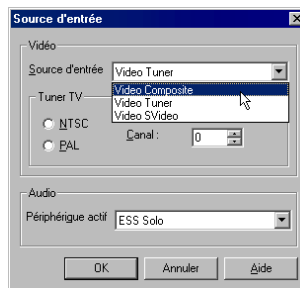 Source d'entrée
Vidéo
Source d'entrée Video Tuner
Video Composite
Video Tuner
Video SVideo
Tuner TV
NTSC
PAL
Canal : 0
Audio
Périphérique actif ESS Solo
OK Annuler Aide